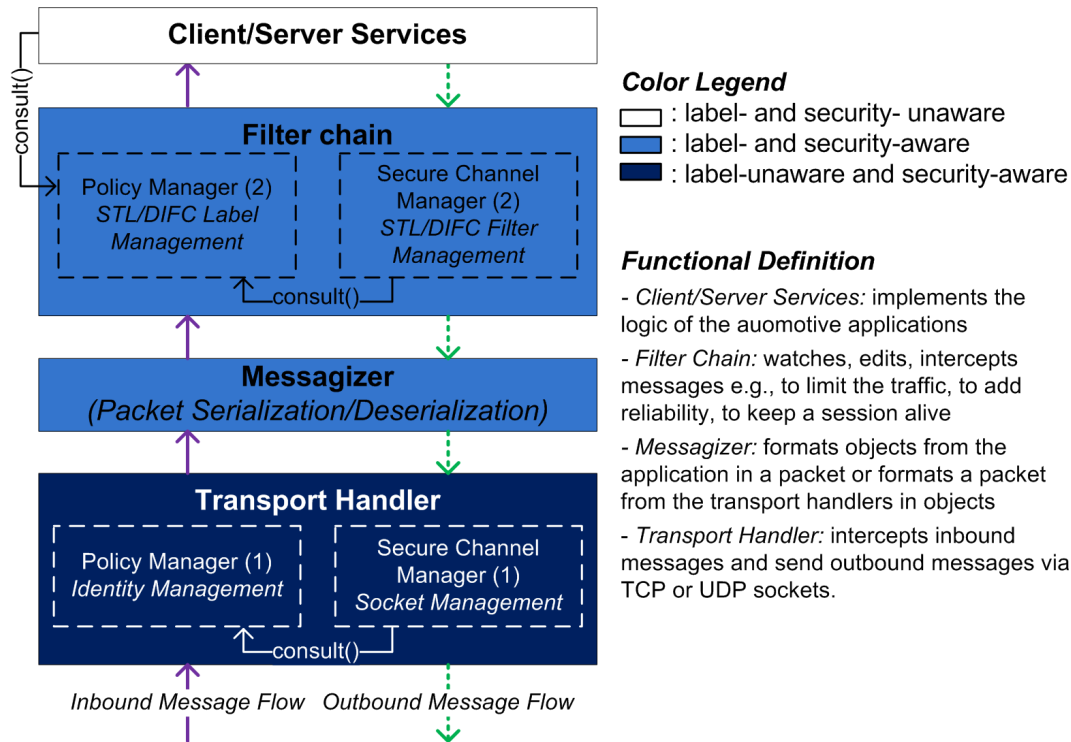 Client/Server Services
consult()
Filter chain
Policy Manager (2)
STL/DIFC Label
Management
Secure Channel
Manager (2)
STL/DIFC Filter
Management
consult()
Messagizer
(Packet Serialization/Deserialization)
Transport Handler
Policy Manager (1)
Identity Management
Secure Channel
Manager (1)
Socket Management
consult()
Inbound Message Flow
Outbound Message Flow
Color Legend
: label- and security- unaware
: label- and security-aware
: label-unaware and security-aware
Functional Definition
- Client/Server Services: implements the
logic of the auomotive applications
- Filter Chain: watches, edits, intercepts
messages e.g., to limit the traffic, to add
reliability, to keep a session alive
- Messagizer: formats objects from the
application in a packet or formats a packet
from the transport handlers in objects
- Transport Handler: intercepts inbound
messages and send outbound messages via
TCP or UDP sockets.